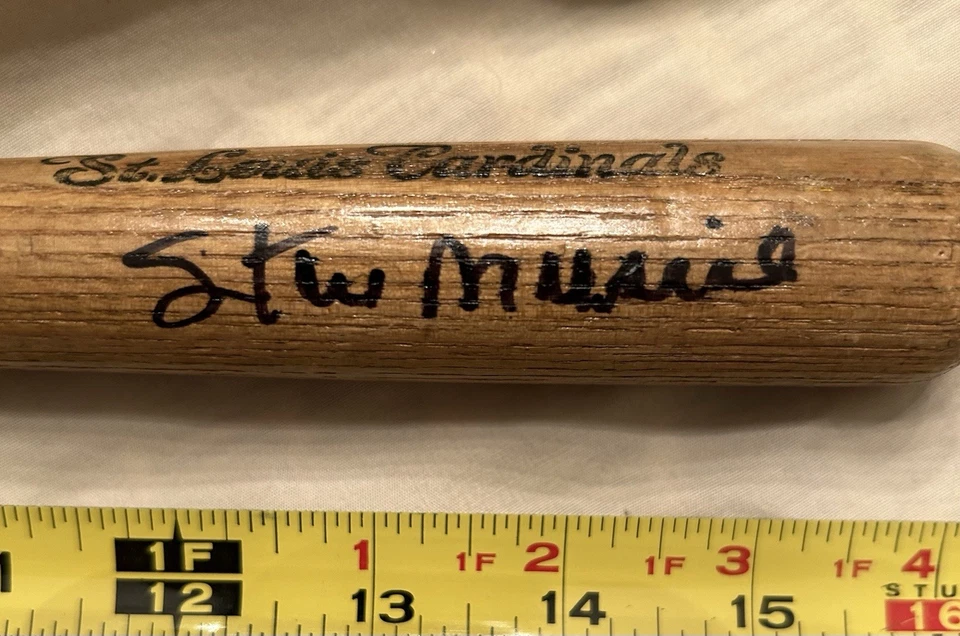 St. Louis Cardinals
Stan Musial
1F 1 1F 2 1F 3 1F 4
12 13 14 15 16